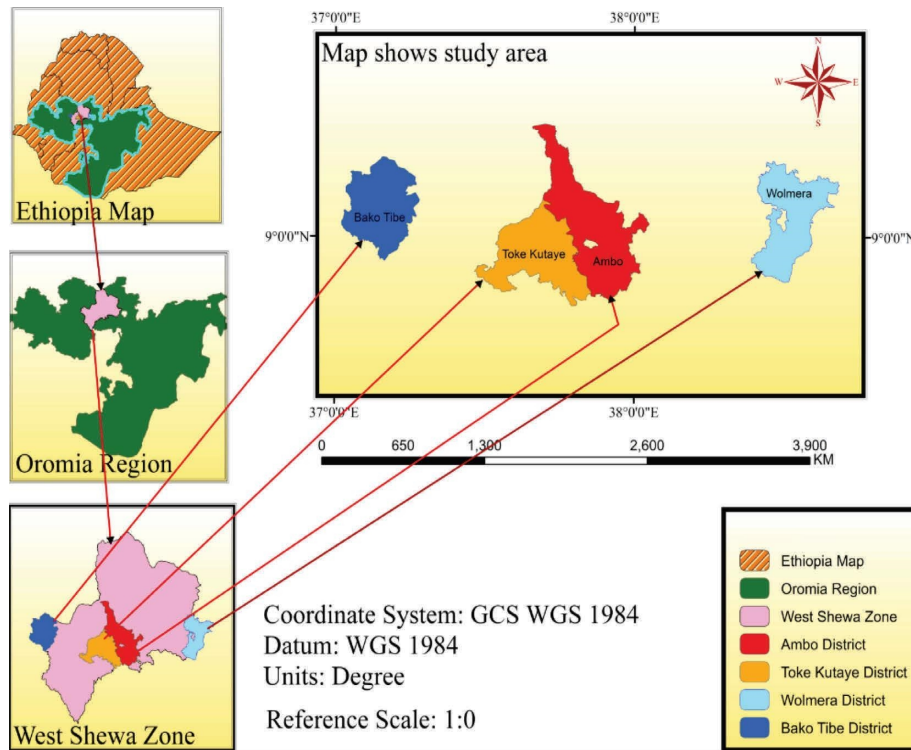 37°0'0"E
38°0'0"E
Map shows study area
N
W
E
S
Ethiopia Map
Bako Tibe
Toke Kutaye
Ambo
Wolmera
9°0'0"N
9°0'0"N
37°0'0"E
38°0'0"E
Oromia Region
0 650 1,300 2,600 3,900
KM
West Shewa Zone
Coordinate System: GCS WGS 1984
Datum: WGS 1984
Units: Degree
Reference Scale: 1:0
Ethiopia Map
Oromia Region
West Shewa Zone
Ambo District
Toke Kutaye District
Wolmera District
Bako Tibe District